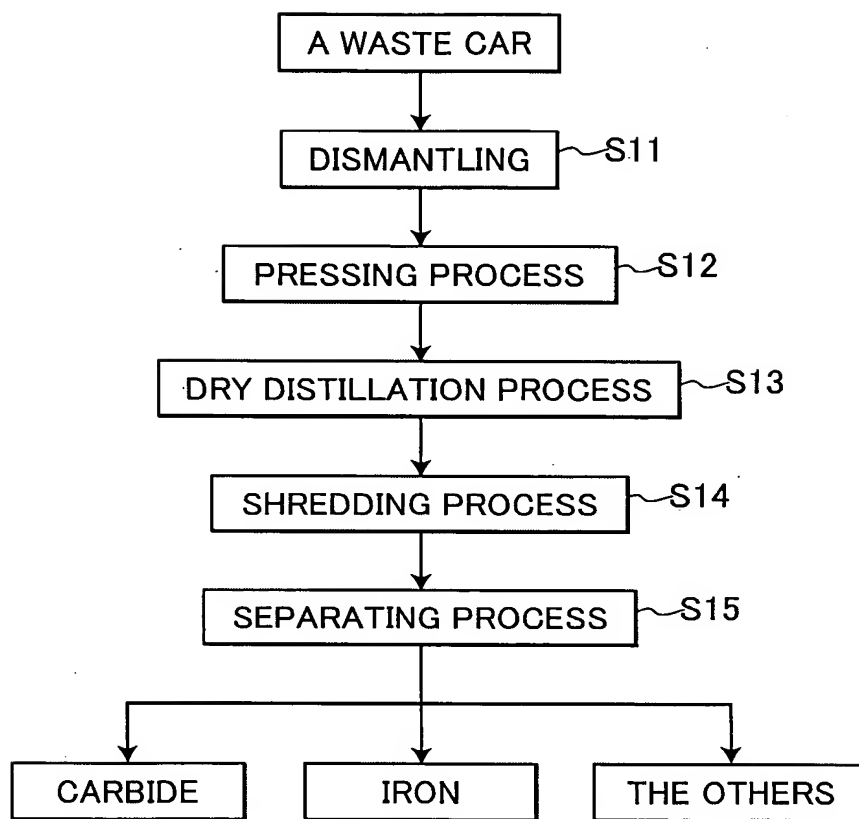 A WASTE CAR
DISMANTLING
S11
PRESSING PROCESS
S12
DRY DISTILLATION PROCESS
S13
SHREDDING PROCESS
S14
SEPARATING PROCESS
S15
CARBIDE
IRON
THE OTHERS